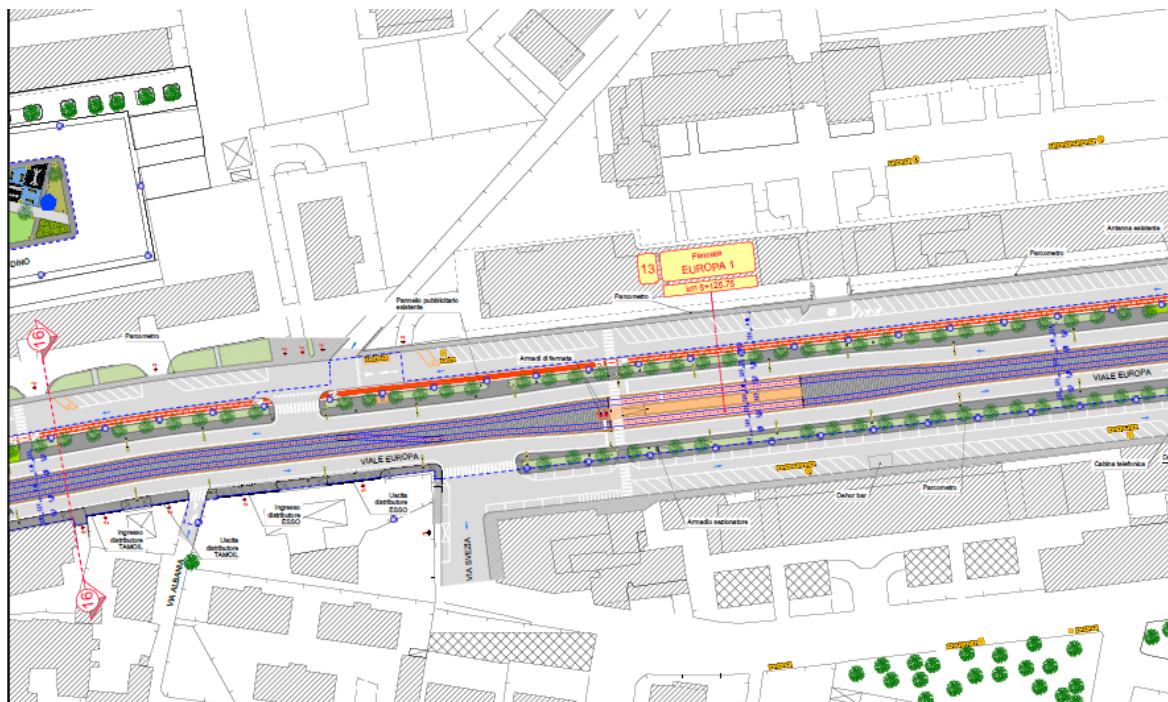 DINO
Antenna esistente
Parcometro
13
Fermata
EUROPA 1
km 5+126.75
Parcometro
Pannello pubblicitario
esistente
Parcometro
16
Armadi di fermata
VIALE EUROPA
VIALE EUROPA
Cabina telefonica
Dehor bar
Parcometro
Armadio sezionatore
Uscita
distributore
ESSO
Ingresso
distributore
ESSO
Ingresso
distributore
TAMOIL
Uscita
distributore
TAMOIL
VIA SVEZIA
VIA ALBANIA
16